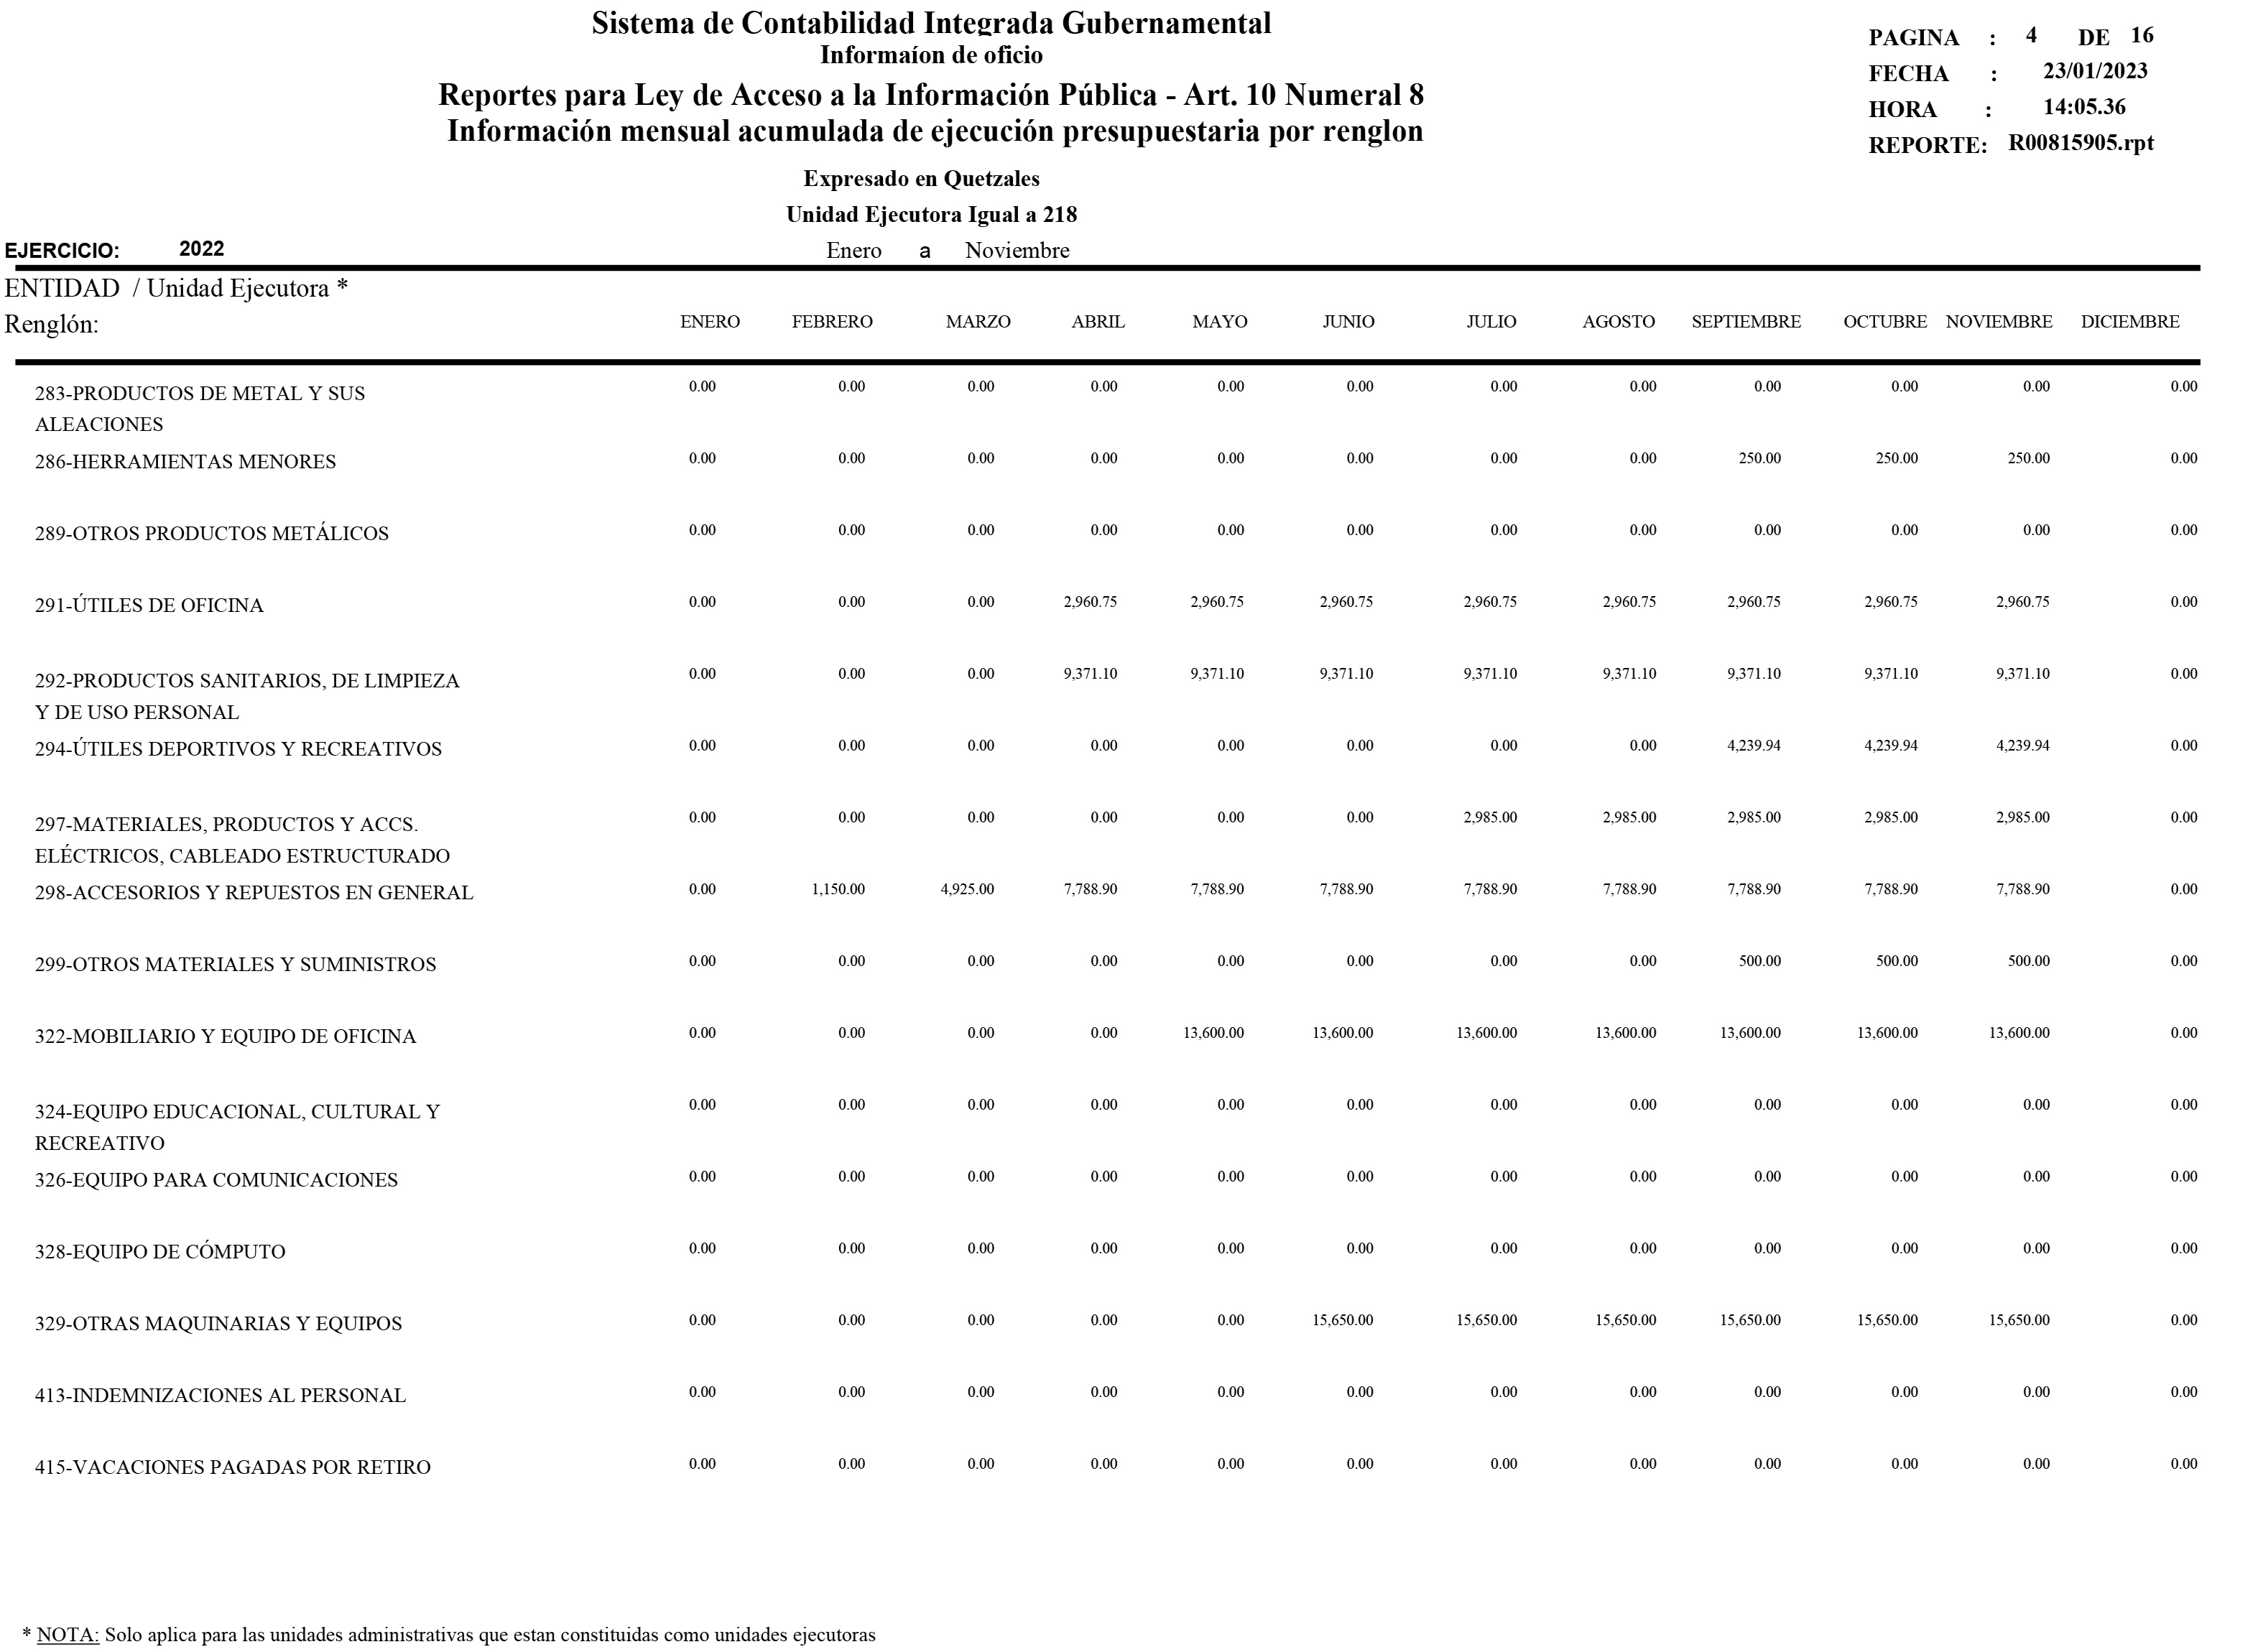 Sistema de Contabilidad Integrada Gubernamental
Informaíon de oficio
Reportes para Ley de Acceso a la Información Pública - Art. 10 Numeral 8
Información mensual acumulada de ejecución presupuestaria por renglon
PAGINA : 4 DE 16
FECHA : 23/01/2023
HORA : 14:05.36
REPORTE: R00815905.rpt
Expresado en Quetzales
Unidad Ejecutora Igual a 218
EJERCICIO: 2022 Enero a Noviembre
ENTIDAD / Unidad Ejecutora *
Renglón: ENERO FEBRERO MARZO ABRIL MAYO JUNIO JULIO AGOSTO SEPTIEMBRE OCTUBRE NOVIEMBRE DICIEMBRE
283-PRODUCTOS DE METAL Y SUS 0.00 0.00 0.00 0.00 0.00 0.00 0.00 0.00 0.00 0.00 0.00 0.00
ALEACIONES
286-HERRAMIENTAS MENORES 0.00 0.00 0.00 0.00 0.00 0.00 0.00 0.00 250.00 250.00 250.00 0.00
289-OTROS PRODUCTOS METÁLICOS 0.00 0.00 0.00 0.00 0.00 0.00 0.00 0.00 0.00 0.00 0.00 0.00
291-ÚTILES DE OFICINA 0.00 0.00 0.00 2,960.75 2,960.75 2,960.75 2,960.75 2,960.75 2,960.75 2,960.75 2,960.75 0.00
292-PRODUCTOS SANITARIOS, DE LIMPIEZA 0.00 0.00 0.00 9,371.10 9,371.10 9,371.10 9,371.10 9,371.10 9,371.10 9,371.10 9,371.10 0.00
Y DE USO PERSONAL
294-ÚTILES DEPORTIVOS Y RECREATIVOS 0.00 0.00 0.00 0.00 0.00 0.00 0.00 0.00 4,239.94 4,239.94 4,239.94 0.00
297-MATERIALES, PRODUCTOS Y ACCS. 0.00 0.00 0.00 0.00 0.00 0.00 2,985.00 2,985.00 2,985.00 2,985.00 2,985.00 0.00
ELÉCTRICOS, CABLEADO ESTRUCTURADO
298-ACCESORIOS Y REPUESTOS EN GENERAL 0.00 1,150.00 4,925.00 7,788.90 7,788.90 7,788.90 7,788.90 7,788.90 7,788.90 7,788.90 7,788.90 0.00
299-OTROS MATERIALES Y SUMINISTROS 0.00 0.00 0.00 0.00 0.00 0.00 0.00 0.00 500.00 500.00 500.00 0.00
322-MOBILIARIO Y EQUIPO DE OFICINA 0.00 0.00 0.00 0.00 13,600.00 13,600.00 13,600.00 13,600.00 13,600.00 13,600.00 13,600.00 0.00
324-EQUIPO EDUCACIONAL, CULTURAL Y 0.00 0.00 0.00 0.00 0.00 0.00 0.00 0.00 0.00 0.00 0.00 0.00
RECREATIVO
326-EQUIPO PARA COMUNICACIONES 0.00 0.00 0.00 0.00 0.00 0.00 0.00 0.00 0.00 0.00 0.00 0.00
328-EQUIPO DE CÓMPUTO 0.00 0.00 0.00 0.00 0.00 0.00 0.00 0.00 0.00 0.00 0.00 0.00
329-OTRAS MAQUINARIAS Y EQUIPOS 0.00 0.00 0.00 0.00 0.00 15,650.00 15,650.00 15,650.00 15,650.00 15,650.00 15,650.00 0.00
413-INDEMNIZACIONES AL PERSONAL 0.00 0.00 0.00 0.00 0.00 0.00 0.00 0.00 0.00 0.00 0.00 0.00
415-VACACIONES PAGADAS POR RETIRO 0.00 0.00 0.00 0.00 0.00 0.00 0.00 0.00 0.00 0.00 0.00 0.00
* NOTA: Solo aplica para las unidades administrativas que estan constituidas como unidades ejecutoras